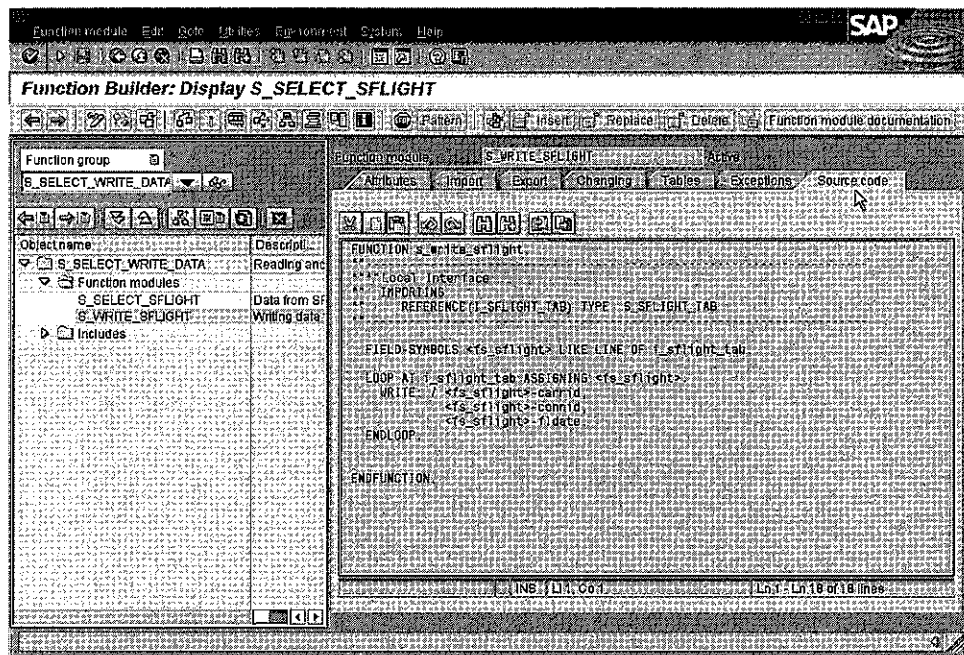 Function module Edit Goto Utilities Environment System Help
SAP
Function Builder: Display S_SELECT_SFLIGHT
Pattern Insert Replace Delete Function module documentation
Function group
S_SELECT_WRITE_DATA
Function module S_WRITE_SFLIGHT Active
Attributes Import Export Changing Tables Exceptions Source code
Object name Descripti...
S_SELECT_WRITE_DATA Reading and
Function modules
S_SELECT_SFLIGHT Data from SF
S_WRITE_SFLIGHT Writing data
Includes
FUNCTION s_write_sflight
*"*"Local Interface
*" IMPORTING
*" REFERENCE(I_SFLIGHT_TAB) TYPE S_SFLIGHT_TAB
FIELD-SYMBOLS <fs_sflight> LIKE LINE OF i_sflight_tab
LOOP AT i_sflight_tab ASSIGNING <fs_sflight>.
WRITE: / <fs_sflight>-carrid
<fs_sflight>-connid
<fs_sflight>-fldate
ENDLOOP
ENDFUNCTION.
INS Li 1, Co 1 Ln 1 - Ln 18 of 18 lines